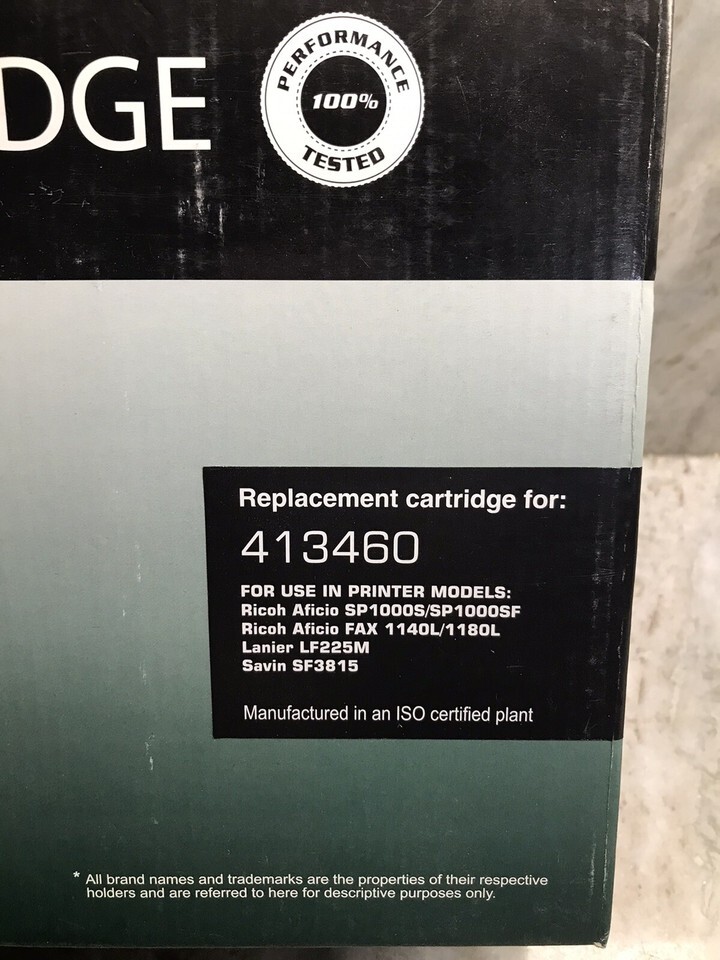 DGE
PERFORMANCE
100%
TESTED
Replacement cartridge for:
413460
FOR USE IN PRINTER MODELS:
Ricoh Aficio SP1000S/SP1000SF
Ricoh Aficio FAX 1140L/1180L
Lanier LF225M
Savin SF3815
Manufactured in an ISO certified plant
* All brand names and trademarks are the properties of their respective
holders and are referred to here for descriptive purposes only.